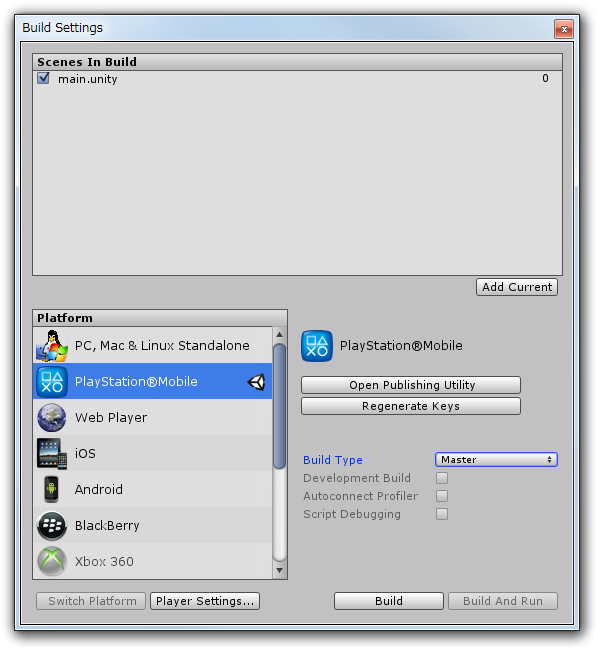 Build Settings
Scenes In Build
main.unity 0
Add Current
Platform
PC, Mac & Linux Standalone
PlayStation®Mobile
Web Player
iOS
Android
BlackBerry
Xbox 360
Switch Platform
Player Settings...
PlayStation®Mobile
Open Publishing Utility
Regenerate Keys
Build Type Master
Development Build
Autoconnect Profiler
Script Debugging
Build
Build And Run